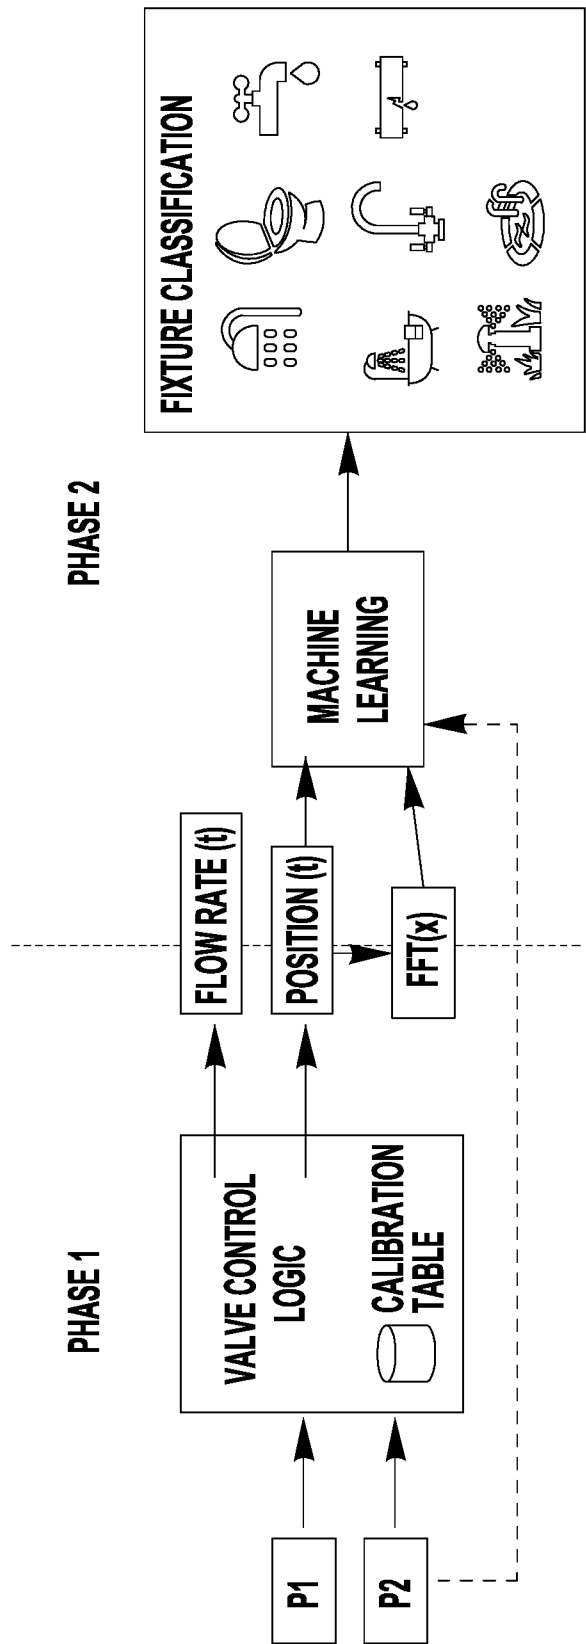 PHASE 1
PHASE 2
P1
P2
VALVE CONTROL
LOGIC
CALIBRATION
TABLE
FLOW RATE (t)
POSITION (t)
FFT(x)
MACHINE
LEARNING
FIXTURE CLASSIFICATION